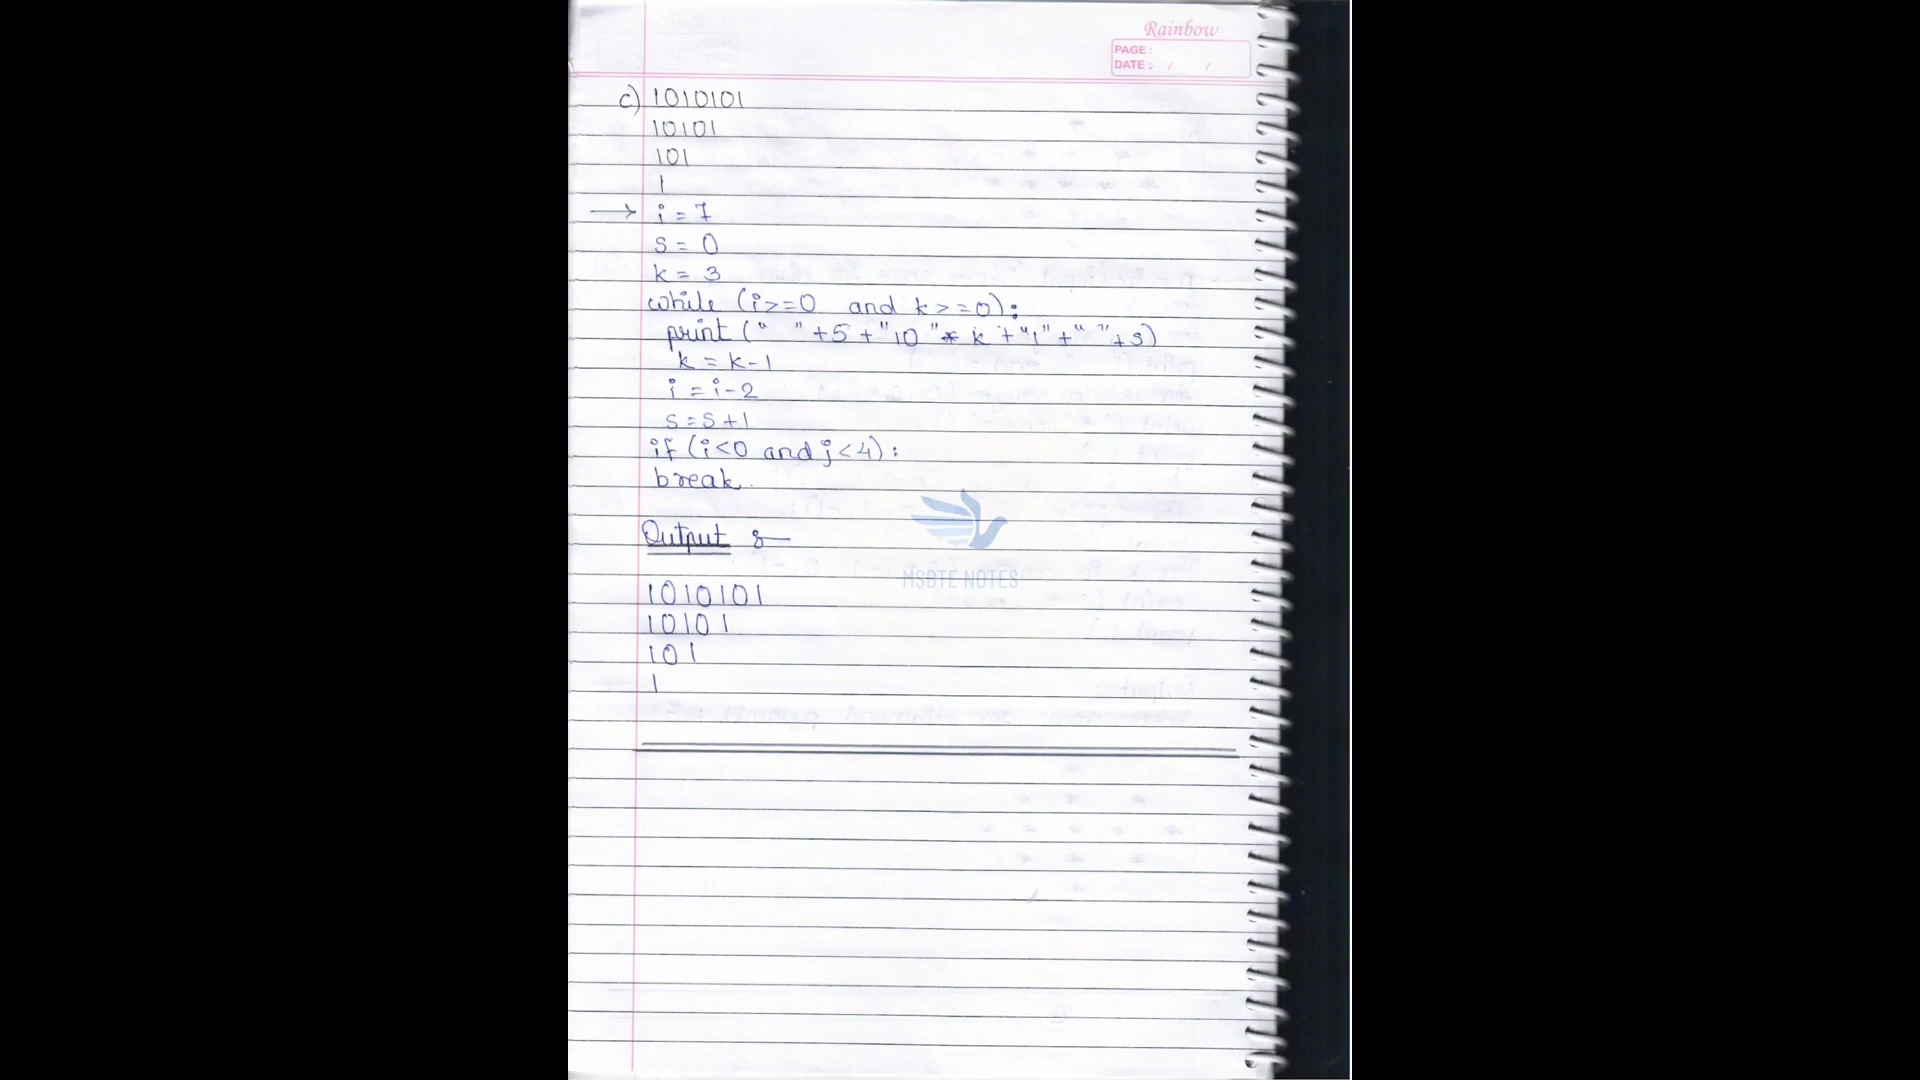 Rainbow
PAGE :
DATE : / /
c) 1010101
10101
101
1
→ i = 7
s = 0
k = 3
while (i>=0 and k>=0):
print (" "+5+"10"* k+"1"+" "+s)
k = k-1
i = i-2
s = s+1
if (i<0 and j<4):
break.
Output :-
1010101
10101
101
1
MSBTE NOTES